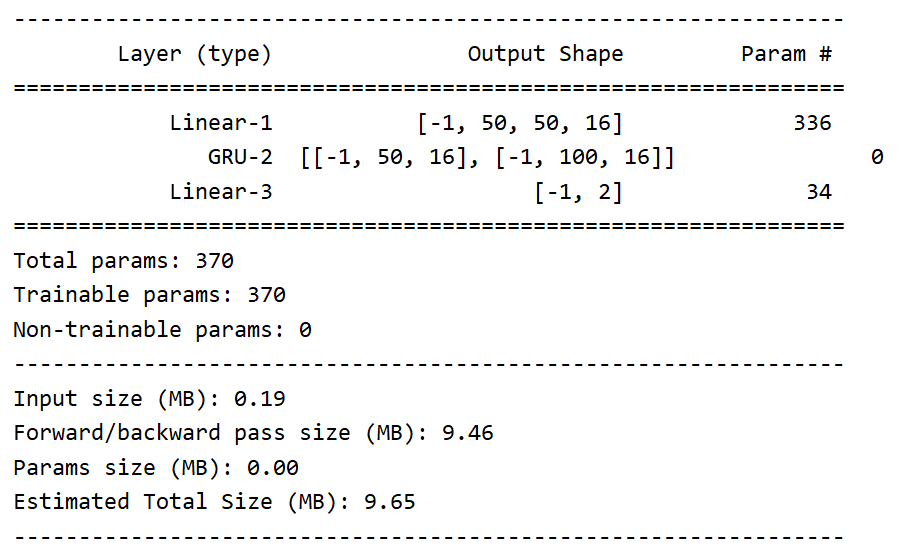 ----------------------------------------------------------------
        Layer (type)               Output Shape         Param #
================================================================
            Linear-1           [-1, 50, 50, 16]             336
               GRU-2  [[-1, 50, 16], [-1, 100, 16]]               0
            Linear-3                    [-1, 2]              34
================================================================
Total params: 370
Trainable params: 370
Non-trainable params: 0
----------------------------------------------------------------
Input size (MB): 0.19
Forward/backward pass size (MB): 9.46
Params size (MB): 0.00
Estimated Total Size (MB): 9.65
----------------------------------------------------------------